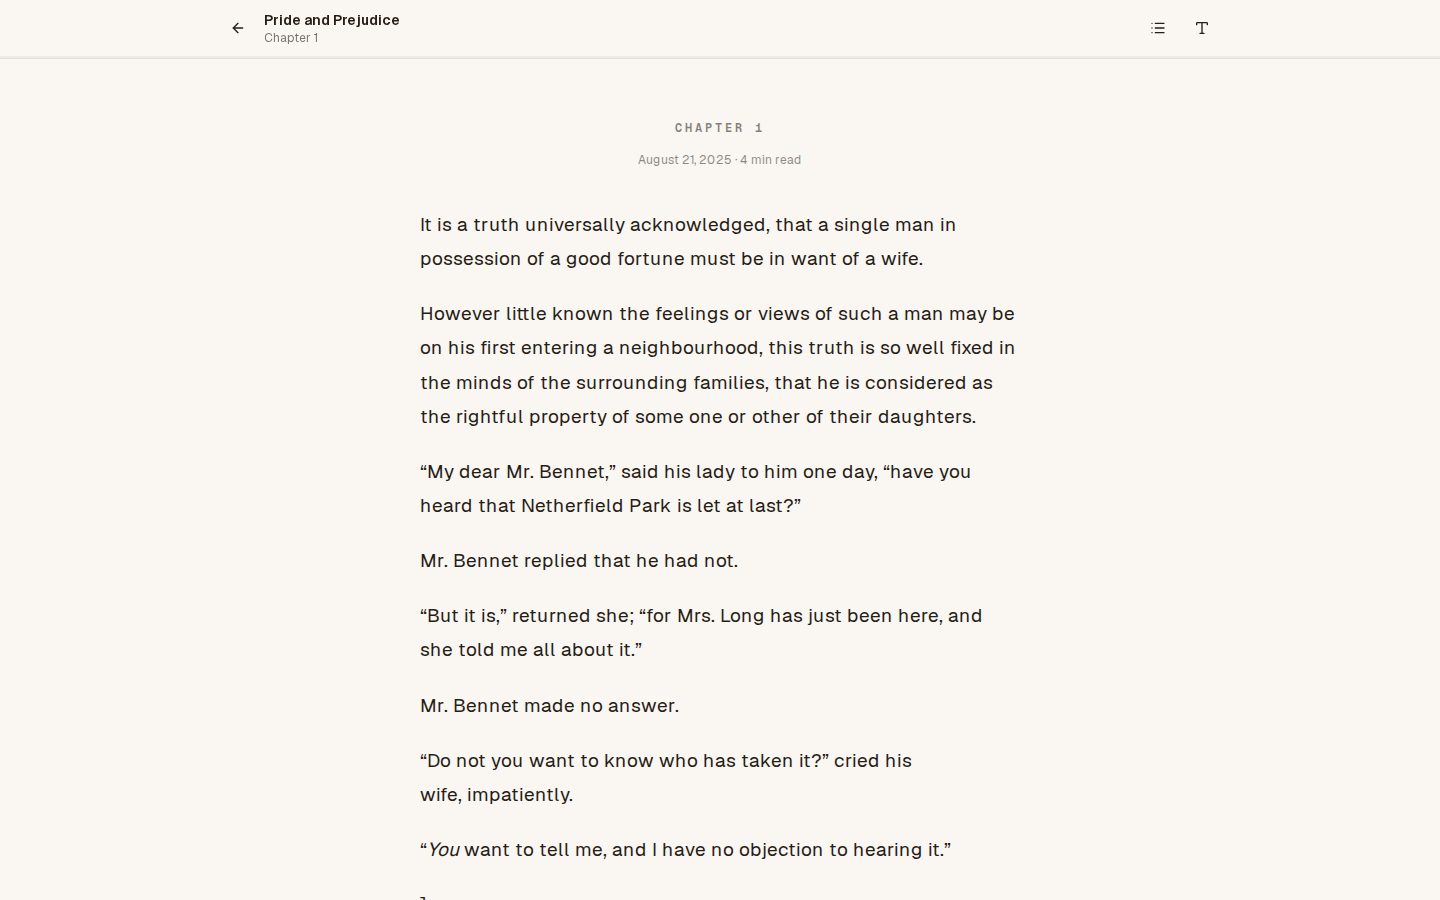 Pride and Prejudice
Chapter 1
CHAPTER 1
August 21, 2025 · 4 min read
It is a truth universally acknowledged, that a single man in
possession of a good fortune must be in want of a wife.
However little known the feelings or views of such a man may be
on his first entering a neighbourhood, this truth is so well fixed in
the minds of the surrounding families, that he is considered as
the rightful property of some one or other of their daughters.
“My dear Mr. Bennet,” said his lady to him one day, “have you
heard that Netherfield Park is let at last?”
Mr. Bennet replied that he had not.
“But it is,” returned she; “for Mrs. Long has just been here, and
she told me all about it.”
Mr. Bennet made no answer.
“Do not you want to know who has taken it?” cried his
wife, impatiently.
“You want to tell me, and I have no objection to hearing it.”